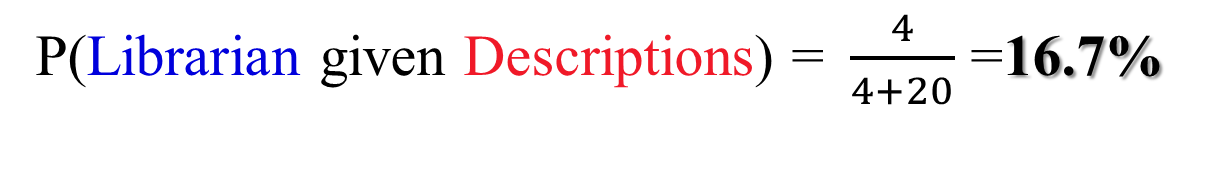 P(Librarian given Descriptions) = 4/4+20 =16.7%